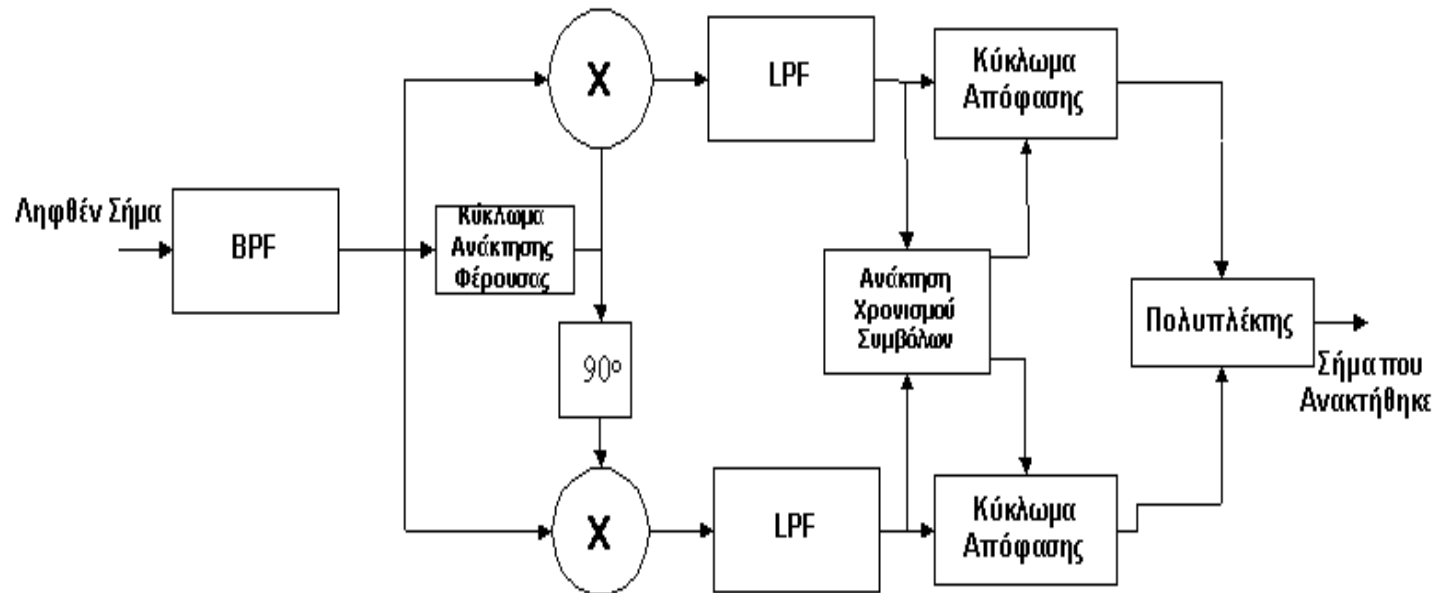 X
LPF
Κύκλωμα
Απόφασης
Ληφθέν Σήμα
BPF
Κύκλωμα
Ανάκτησης
Φέρουσας
Ανάκτηση
Χρονισμού
Συμβόλων
Πολυπλέκτης
90º
Σήμα που
Ανακτήθηκε
X
LPF
Κύκλωμα
Απόφασης